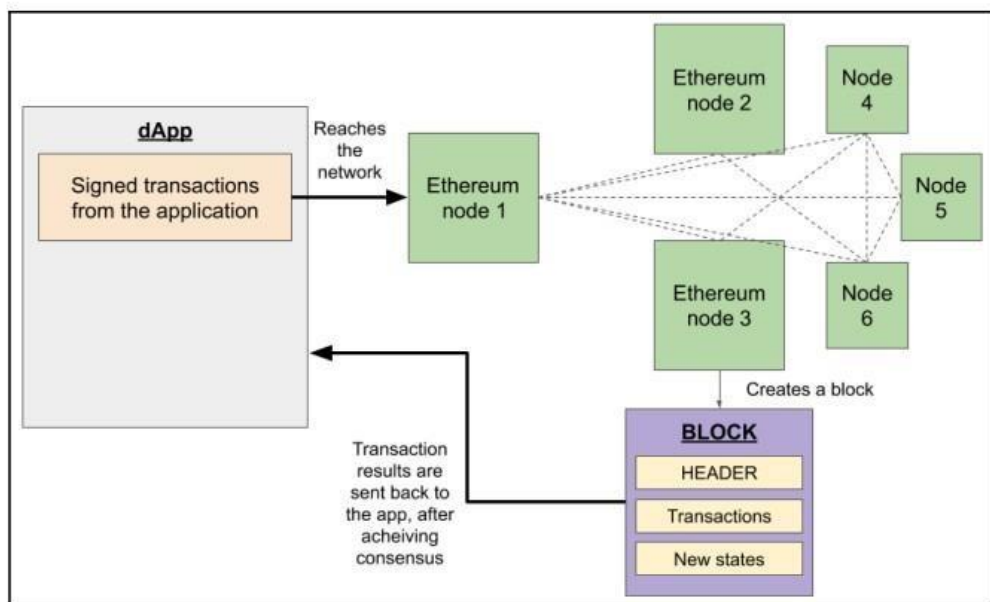 dApp
Signed transactions
from the application
Reaches
the
network
Ethereum
node 1
Ethereum
node 2
Node
4
Node
5
Ethereum
node 3
Node
6
Creates a block
BLOCK
HEADER
Transactions
New states
Transaction
results are
sent back to
the app, after
acheiving
consensus